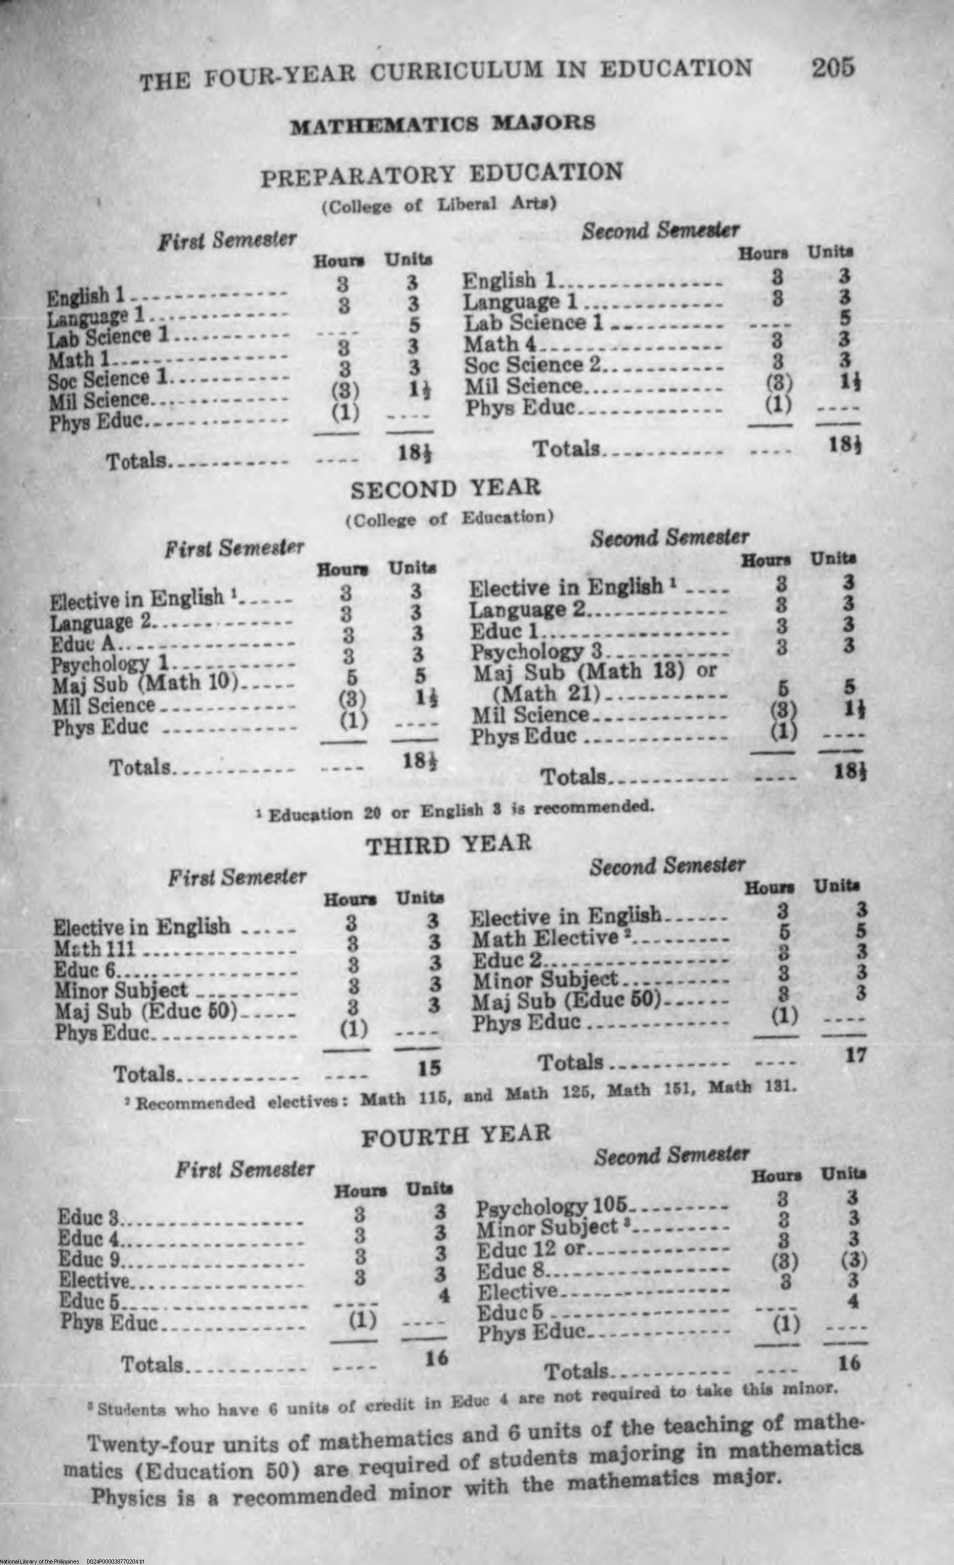 THE FOUR-YEAR CURRICULUM IN EDUCATION 205
MATHEMATICS MAJORS
PREPARATORY EDUCATION
(College of Liberal Arts)
First Semester
Hours Units
English 1 3 3
Language 1 3 3
Lab Science 1 ---- 5
Math 1 3 3
Soc Science 1 3 3
Mil Science (3) 1½
Phys Educ (1) ----
Totals ---- 18½
Second Semester
Hours Units
English 1 3 3
Language 1 3 3
Lab Science 1 ---- 5
Math 4 3 3
Soc Science 2 3 3
Mil Science (3) 1½
Phys Educ (1) ----
Totals ---- 18½
SECOND YEAR
(College of Education)
First Semester
Hours Units
Elective in English ¹ 3 3
Language 2 3 3
Educ A 3 3
Psychology 1 3 3
Maj Sub (Math 10) 5 5
Mil Science (3) 1½
Phys Educ (1) ----
Totals ---- 18½
Second Semester
Hours Units
Elective in English ¹ 3 3
Language 2 3 3
Educ 1 3 3
Psychology 3 3 3
Maj Sub (Math 13) or
(Math 21) 5 5
Mil Science (3) 1½
Phys Educ (1) ----
Totals ---- 18½
¹ Education 20 or English 3 is recommended.
THIRD YEAR
First Semester
Hours Units
Elective in English 3 3
Math 111 3 3
Educ 6 3 3
Minor Subject 3 3
Maj Sub (Educ 50) 3 3
Phys Educ (1) ----
Totals ---- 15
Second Semester
Hours Units
Elective in English 3 3
Math Elective ² 5 5
Educ 2 3 3
Minor Subject 3 3
Maj Sub (Educ 50) 3 3
Phys Educ (1) ----
Totals ---- 17
² Recommended electives: Math 115, and Math 125, Math 151, Math 131.
FOURTH YEAR
First Semester
Hours Units
Educ 3 3 3
Educ 4 3 3
Educ 9 3 3
Elective 3 3
Educ 5 ---- 4
Phys Educ (1) ----
Totals ---- 16
Second Semester
Hours Units
Psychology 105 3 3
Minor Subject ³ 3 3
Educ 12 or 3 3
Educ 8 (3) (3)
Elective 3 3
Educ 5 ---- 4
Phys Educ (1) ----
Totals ---- 16
³ Students who have 6 units of credit in Educ 4 are not required to take this minor.
Twenty-four units of mathematics and 6 units of the teaching of mathe-
matics (Education 50) are required of students majoring in mathematics
Physics is a recommended minor with the mathematics major.
National Library of the Philippines